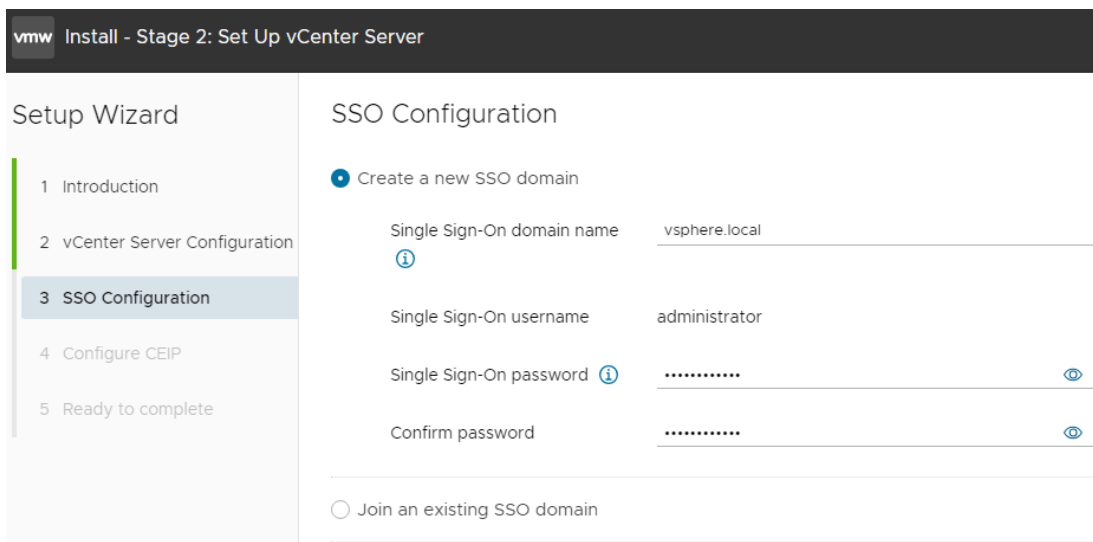 vmw Install - Stage 2: Set Up vCenter Server
Setup Wizard
1 Introduction
2 vCenter Server Configuration
3 SSO Configuration
4 Configure CEIP
5 Ready to complete
SSO Configuration
Create a new SSO domain
Single Sign-On domain name vsphere.local
Single Sign-On username administrator
Single Sign-On password ••••••••••••
Confirm password ••••••••••••
Join an existing SSO domain